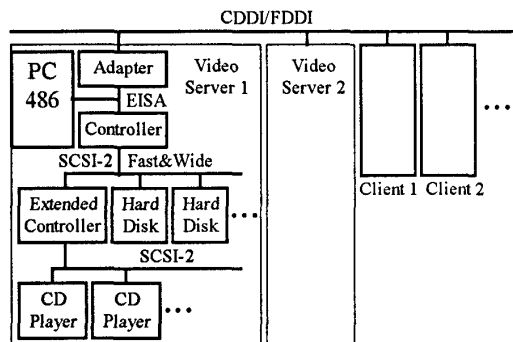 CDDI/FDDI
PC
486
Adapter
EISA
Controller
Video
Server 1
Video
Server 2
Client 1
Client 2
...
SCSI-2 Fast&Wide
Extended
Controller
Hard
Disk
Hard
Disk
...
SCSI-2
CD
Player
CD
Player
...